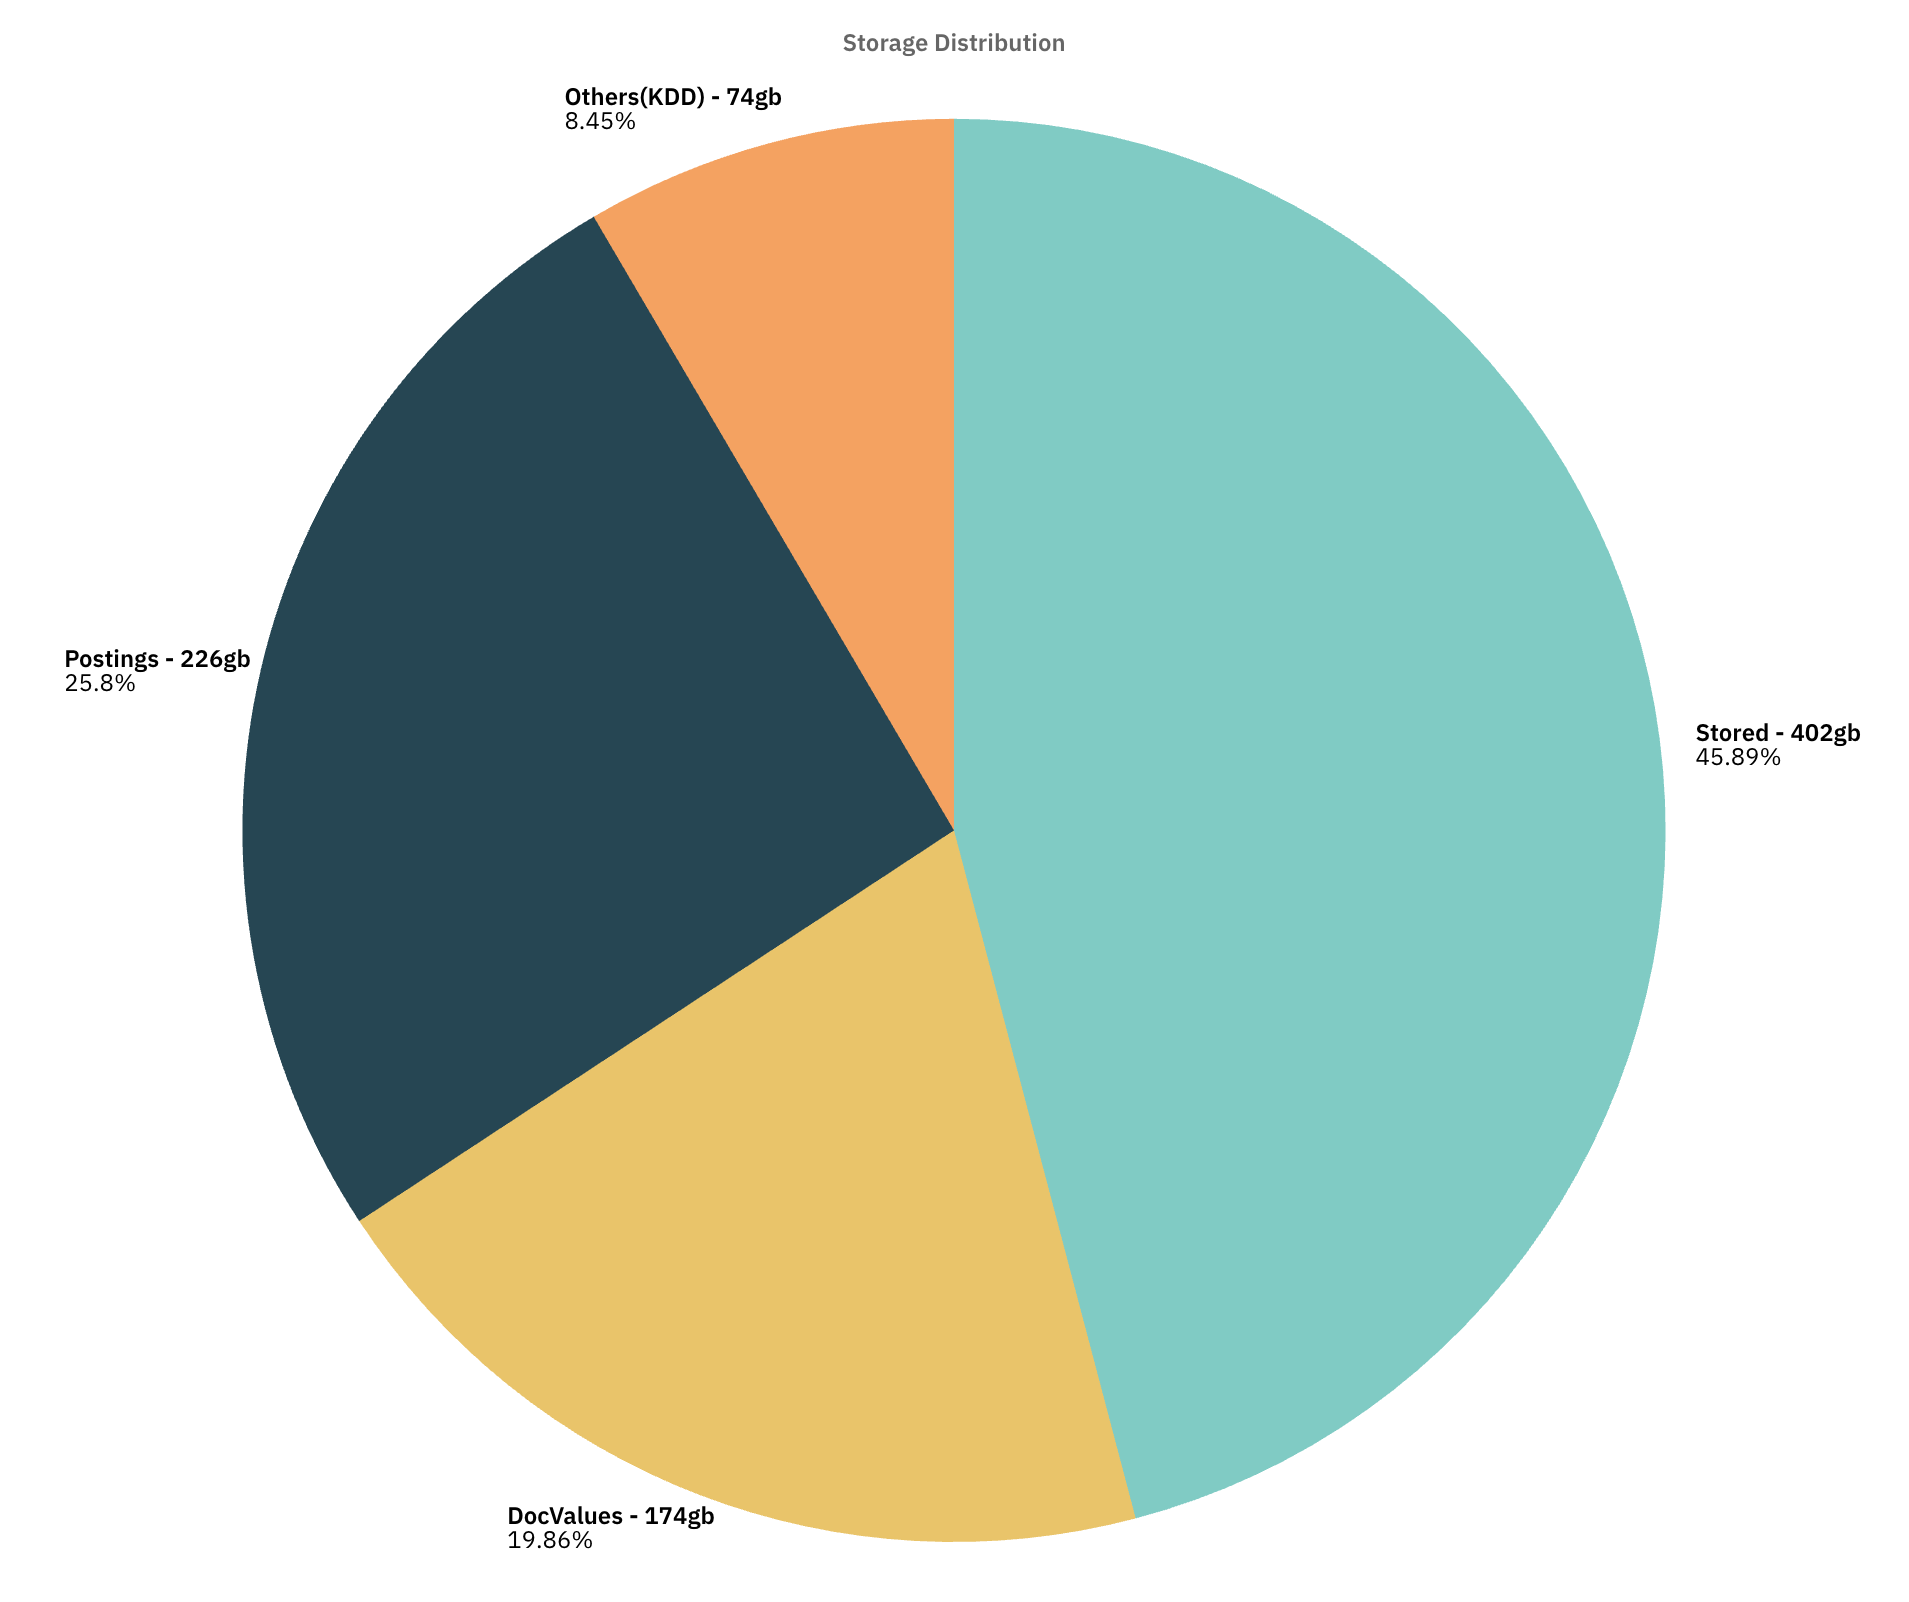 Storage Distribution
Others(KDD) - 74gb
8.45%
Postings - 226gb
25.8%
Stored - 402gb
45.89%
DocValues - 174gb
19.86%